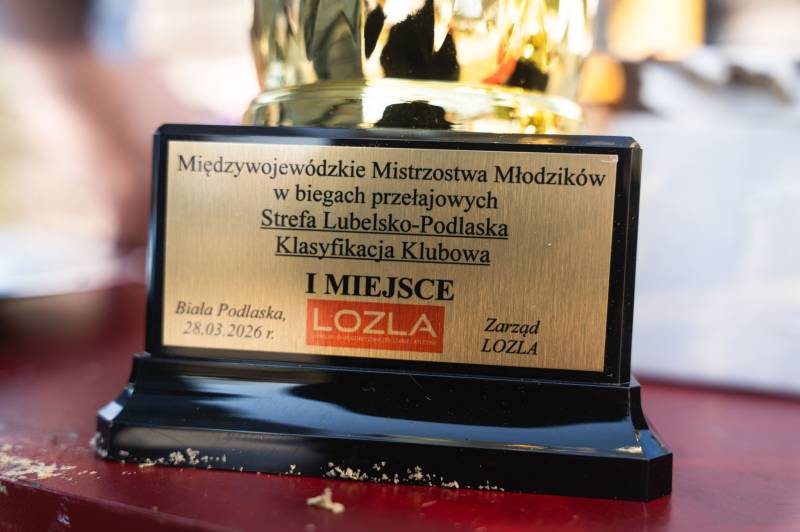 Międzywojewódzkie Mistrzostwa Młodzików
w biegach przełajowych
Strefa Lubelsko-Podlaska
Klasyfikacja Klubowa
I MIEJSCE
Biała Podlaska,
28.03.2026 r.
LOZLA
Zarząd
LOZLA